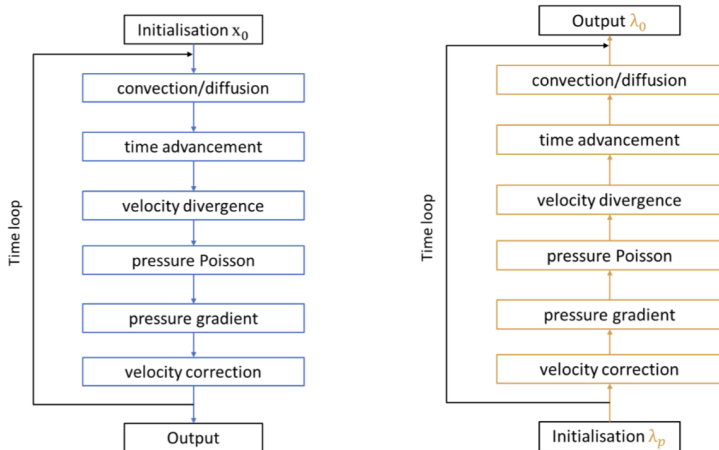 Initialisation x₀
convection/diffusion
time advancement
velocity divergence
pressure Poisson
pressure gradient
velocity correction
Output
Time loop
Output λ₀
convection/diffusion
time advancement
velocity divergence
pressure Poisson
pressure gradient
velocity correction
Initialisation λₚ
Time loop